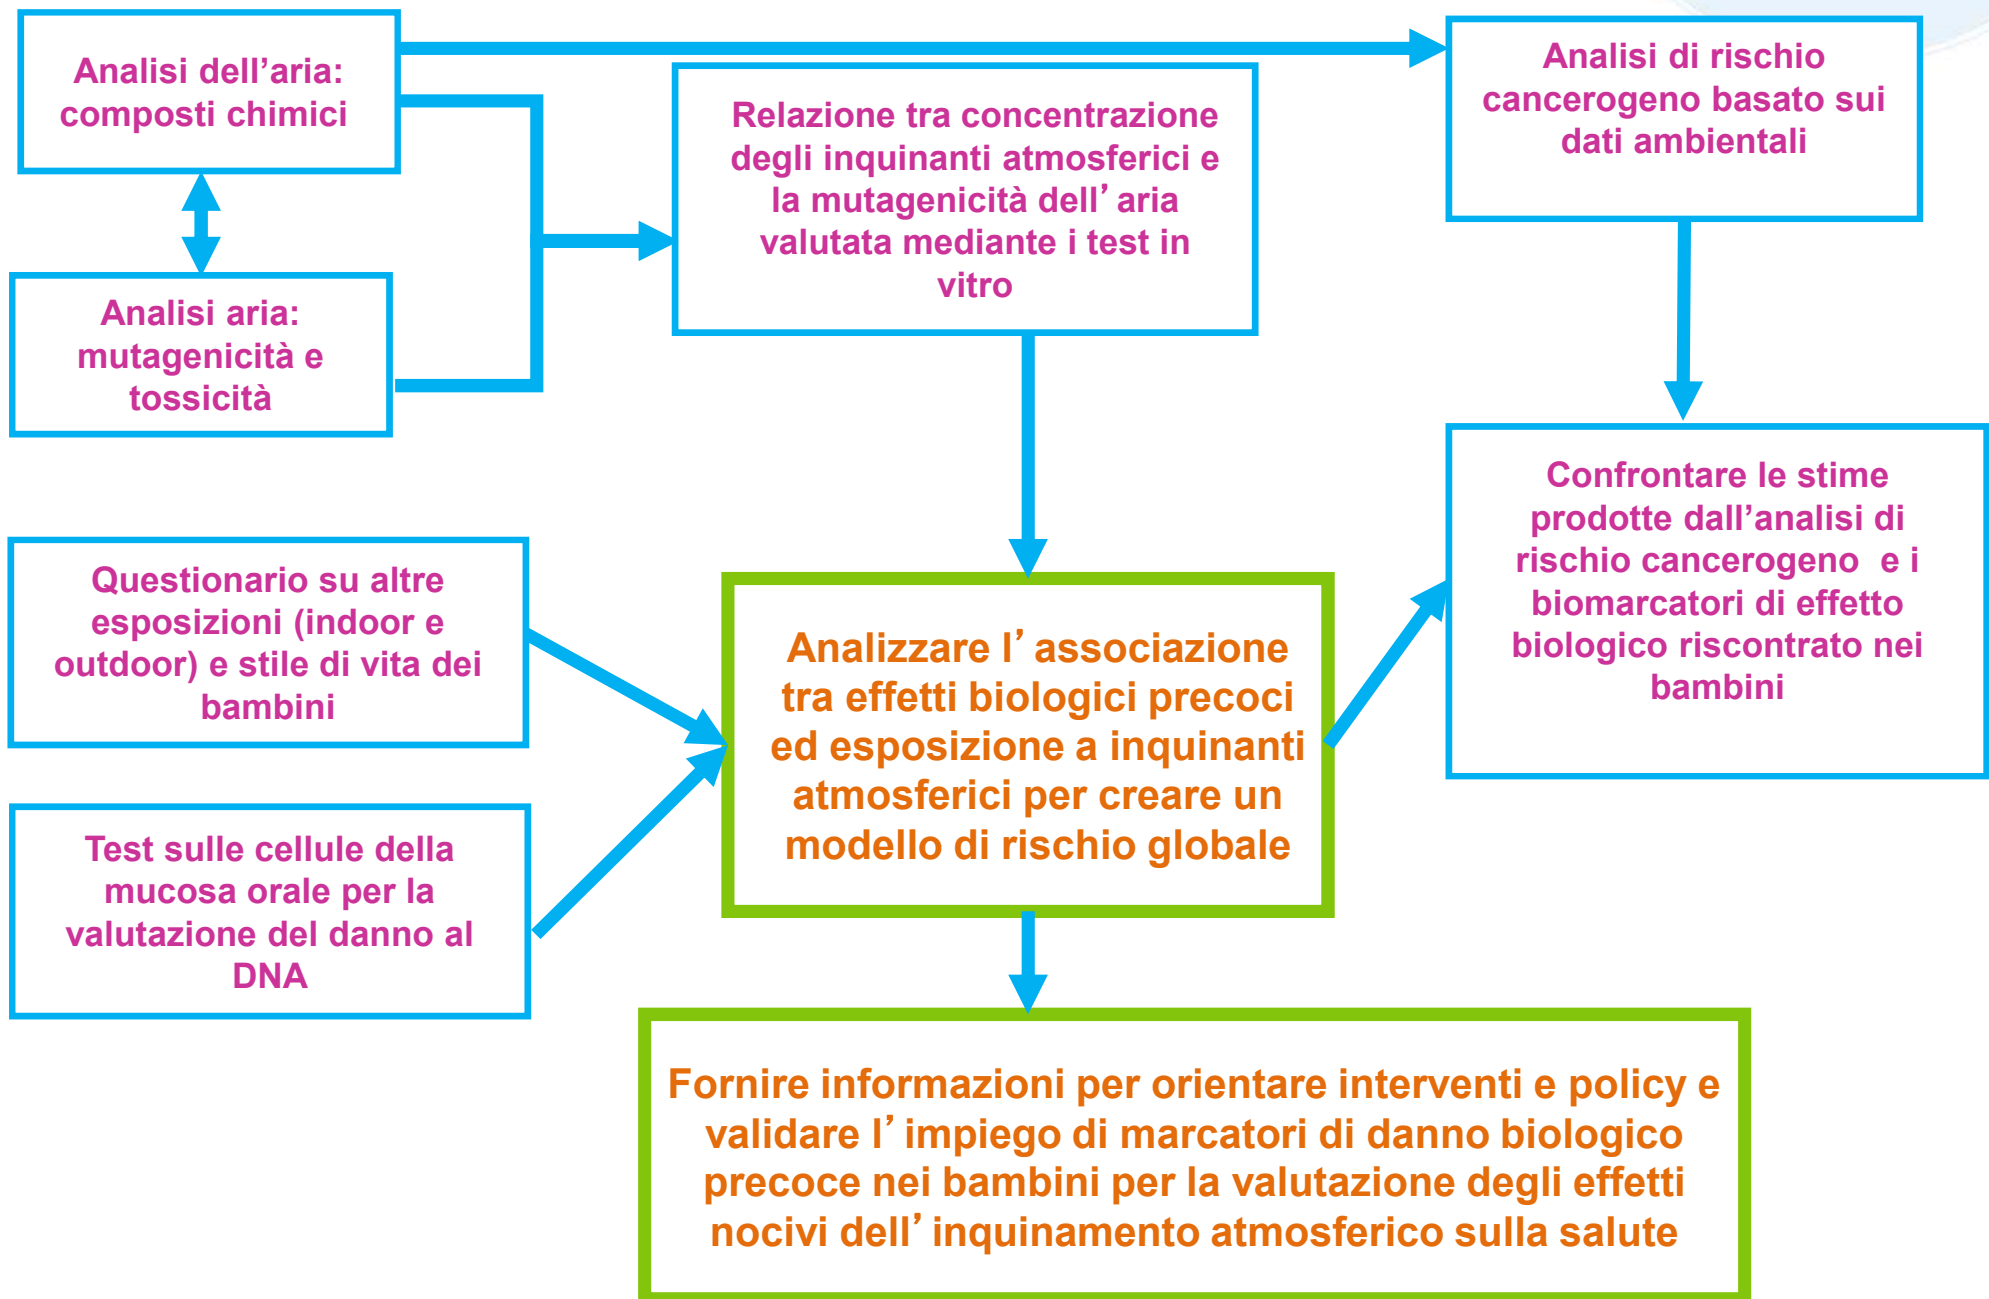 Analisi dell’aria:
composti chimici
Relazione tra concentrazione
degli inquinanti atmosferici e
la mutagenicità dell’ aria
valutata mediante i test in
vitro
Analisi di rischio
cancerogeno basato sui
dati ambientali
Analisi aria:
mutagenicità e
tossicità
Confrontare le stime
prodotte dall’analisi di
rischio cancerogeno e i
biomarcatori di effetto
biologico riscontrato nei
bambini
Questionario su altre
esposizioni (indoor e
outdoor) e stile di vita dei
bambini
Analizzare l’ associazione
tra effetti biologici precoci
ed esposizione a inquinanti
atmosferici per creare un
modello di rischio globale
Test sulle cellule della
mucosa orale per la
valutazione del danno al
DNA
Fornire informazioni per orientare interventi e policy e
validare l’ impiego di marcatori di danno biologico
precoce nei bambini per la valutazione degli effetti
nocivi dell’ inquinamento atmosferico sulla salute